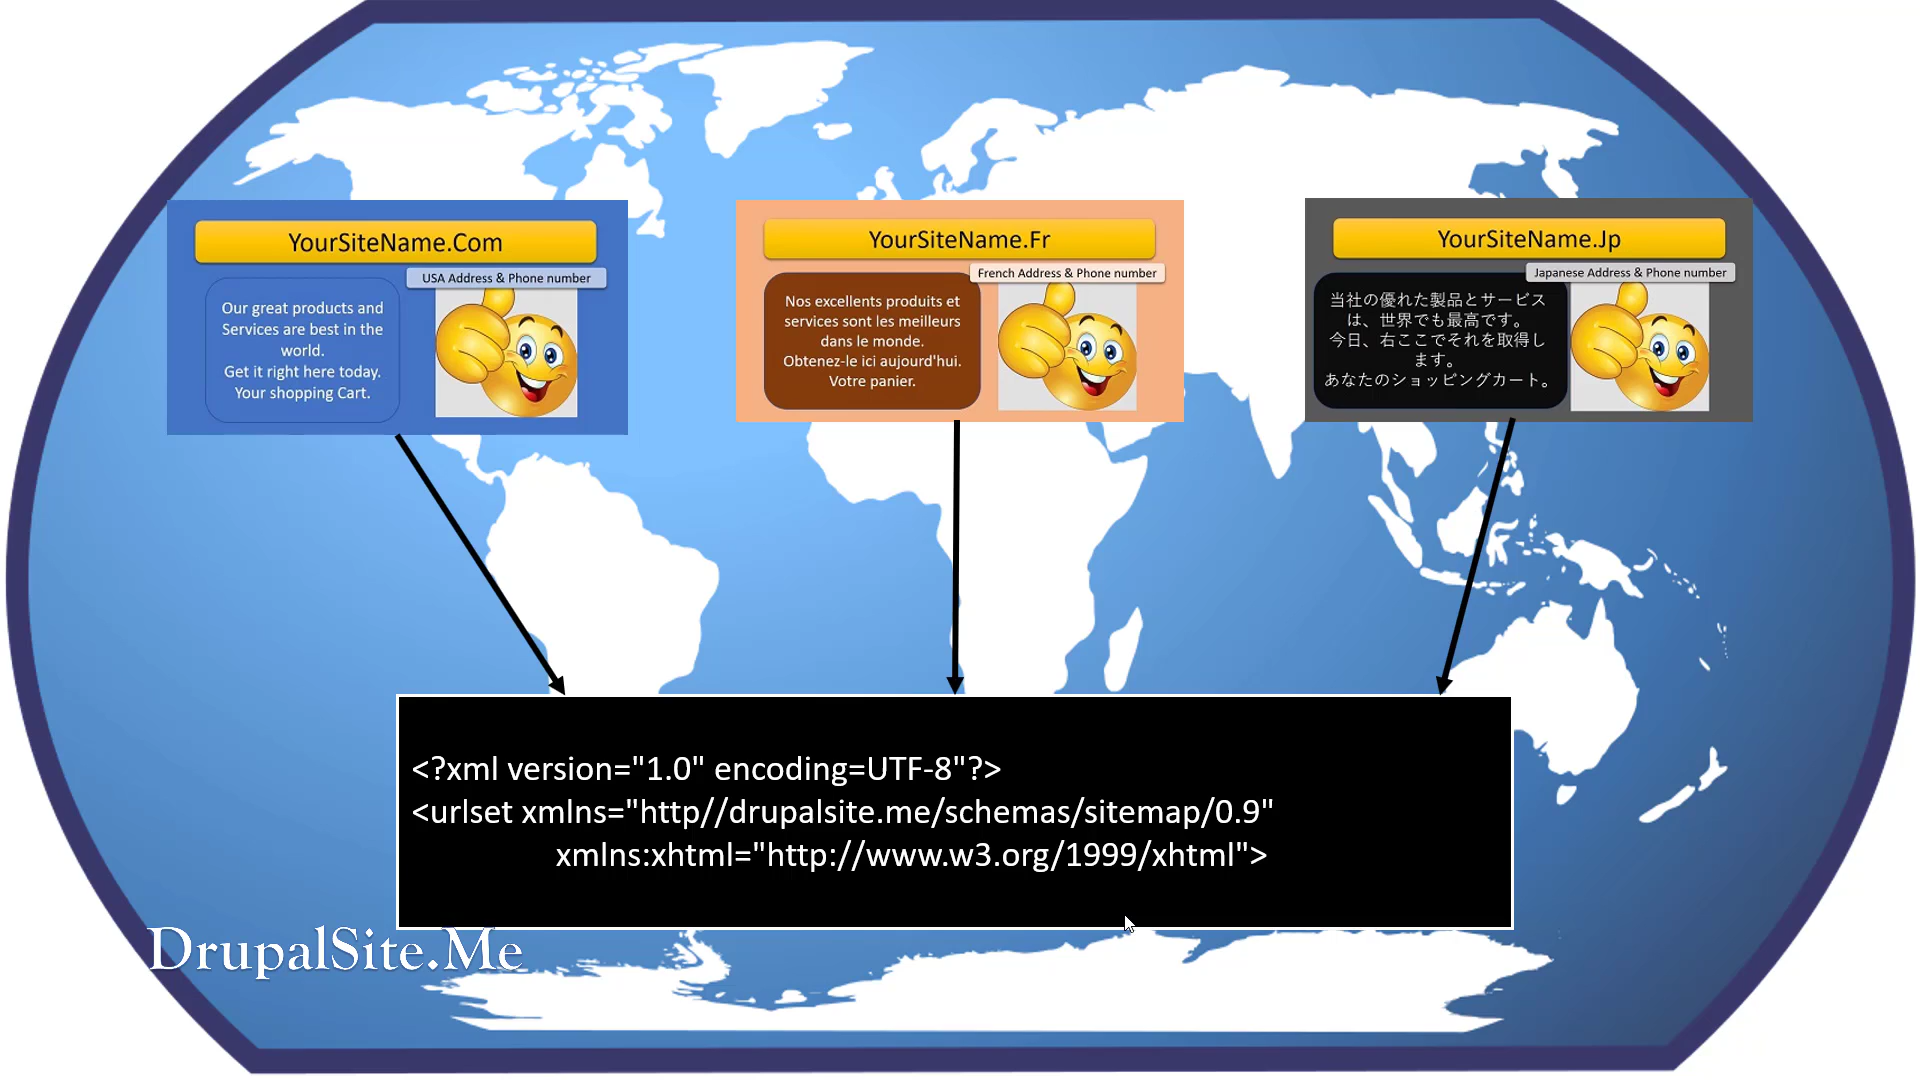 YourSiteName.Com
USA Address & Phone number
Our great products and
Services are best in the
world.
Get it right here today.
Your shopping Cart.
YourSiteName.Fr
French Address & Phone number
Nos excellents produits et
services sont les meilleurs
dans le monde.
Obtenez-le ici aujourd'hui.
Votre panier.
YourSiteName.Jp
Japanese Address & Phone number
当社の優れた製品とサービス
は、世界でも最高です。
今日、右ここでそれを取得し
ます。
あなたのショッピングカート。
<?xml version="1.0" encoding=UTF-8"?>
<urlset xmlns="http//drupalsite.me/schemas/sitemap/0.9"
xmlns:xhtml="http://www.w3.org/1999/xhtml">
DrupalSite.Me